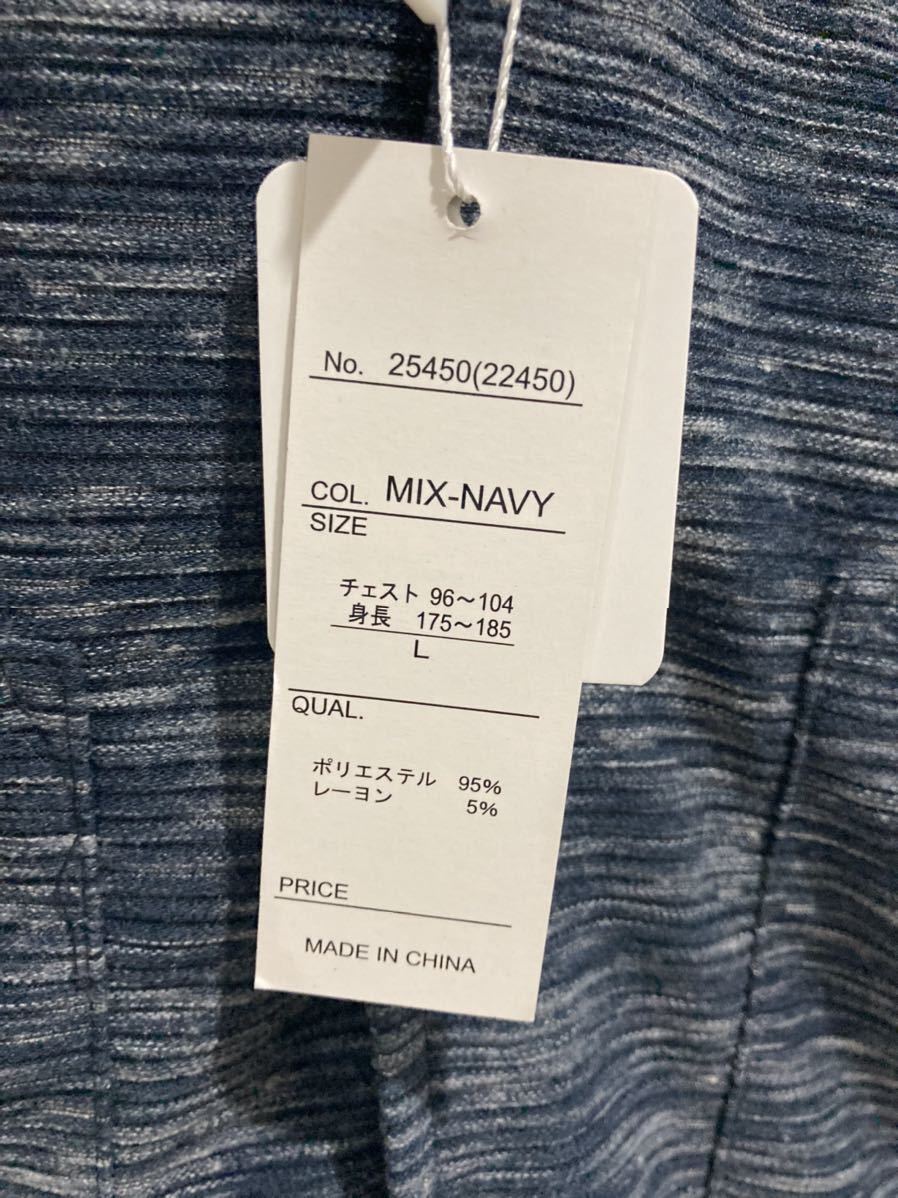 No. 25450(22450)
COL. MIX-NAVY
SIZE
チェスト 96～104
身長 175～185
L
QUAL.
ポリエステル 95%
レーヨン 5%
PRICE
MADE IN CHINA